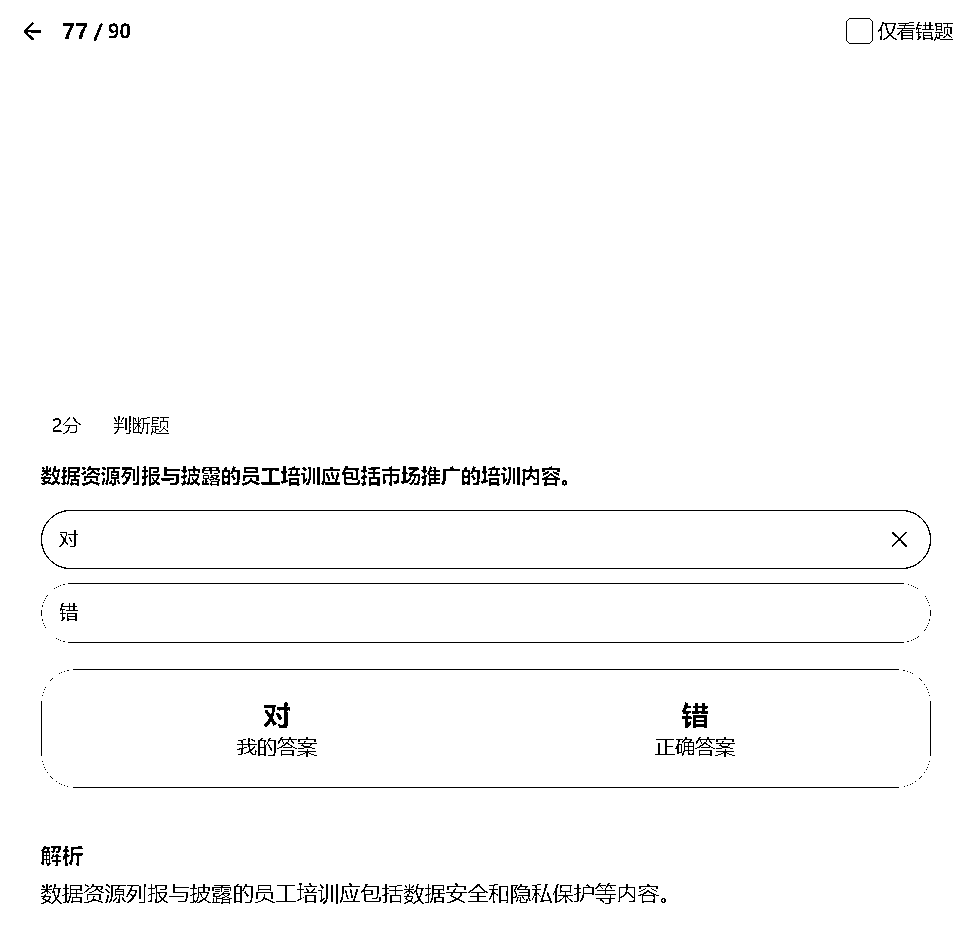 77 / 90
仅看错题
2分 判断题
数据资源列报与披露的员工培训应包括市场推广的培训内容。
对
错
对 错
我的答案 正确答案
解析
数据资源列报与披露的员工培训应包括数据安全和隐私保护等内容。